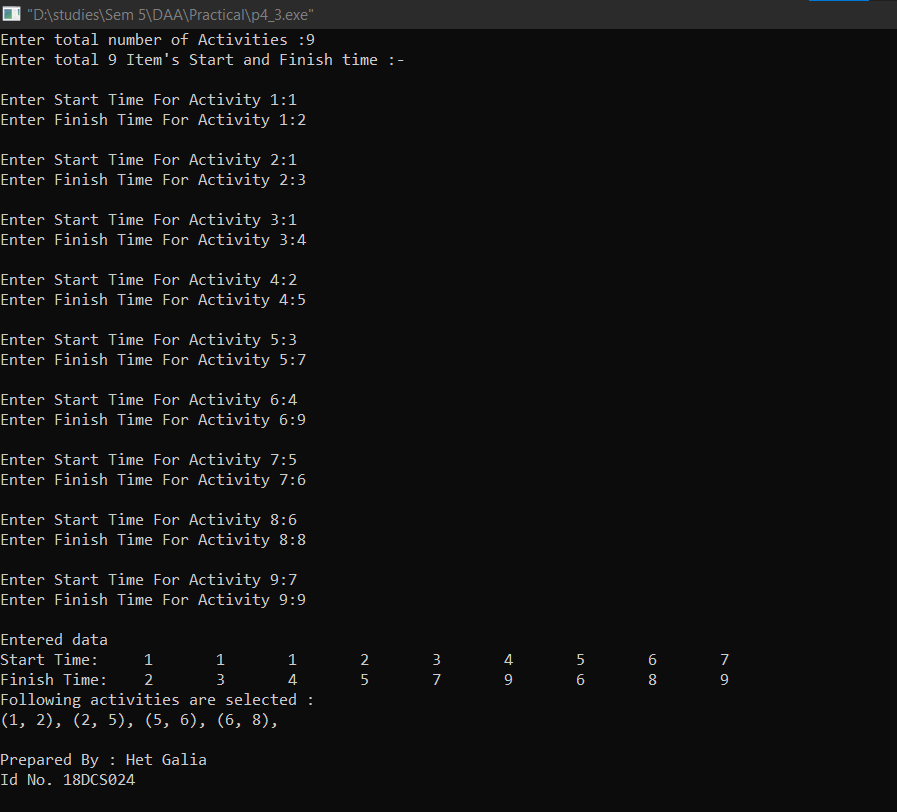 "D:\studies\Sem 5\DAA\Practical\p4_3.exe"
Enter total number of Activities :9
Enter total 9 Item's Start and Finish time :-
Enter Start Time For Activity 1:1
Enter Finish Time For Activity 1:2
Enter Start Time For Activity 2:1
Enter Finish Time For Activity 2:3
Enter Start Time For Activity 3:1
Enter Finish Time For Activity 3:4
Enter Start Time For Activity 4:2
Enter Finish Time For Activity 4:5
Enter Start Time For Activity 5:3
Enter Finish Time For Activity 5:7
Enter Start Time For Activity 6:4
Enter Finish Time For Activity 6:9
Enter Start Time For Activity 7:5
Enter Finish Time For Activity 7:6
Enter Start Time For Activity 8:6
Enter Finish Time For Activity 8:8
Enter Start Time For Activity 9:7
Enter Finish Time For Activity 9:9
Entered data
Start Time: 1 1 1 2 3 4 5 6 7
Finish Time: 2 3 4 5 7 9 6 8 9
Following activities are selected :
(1, 2), (2, 5), (5, 6), (6, 8),
Prepared By : Het Galia
Id No. 18DCS024